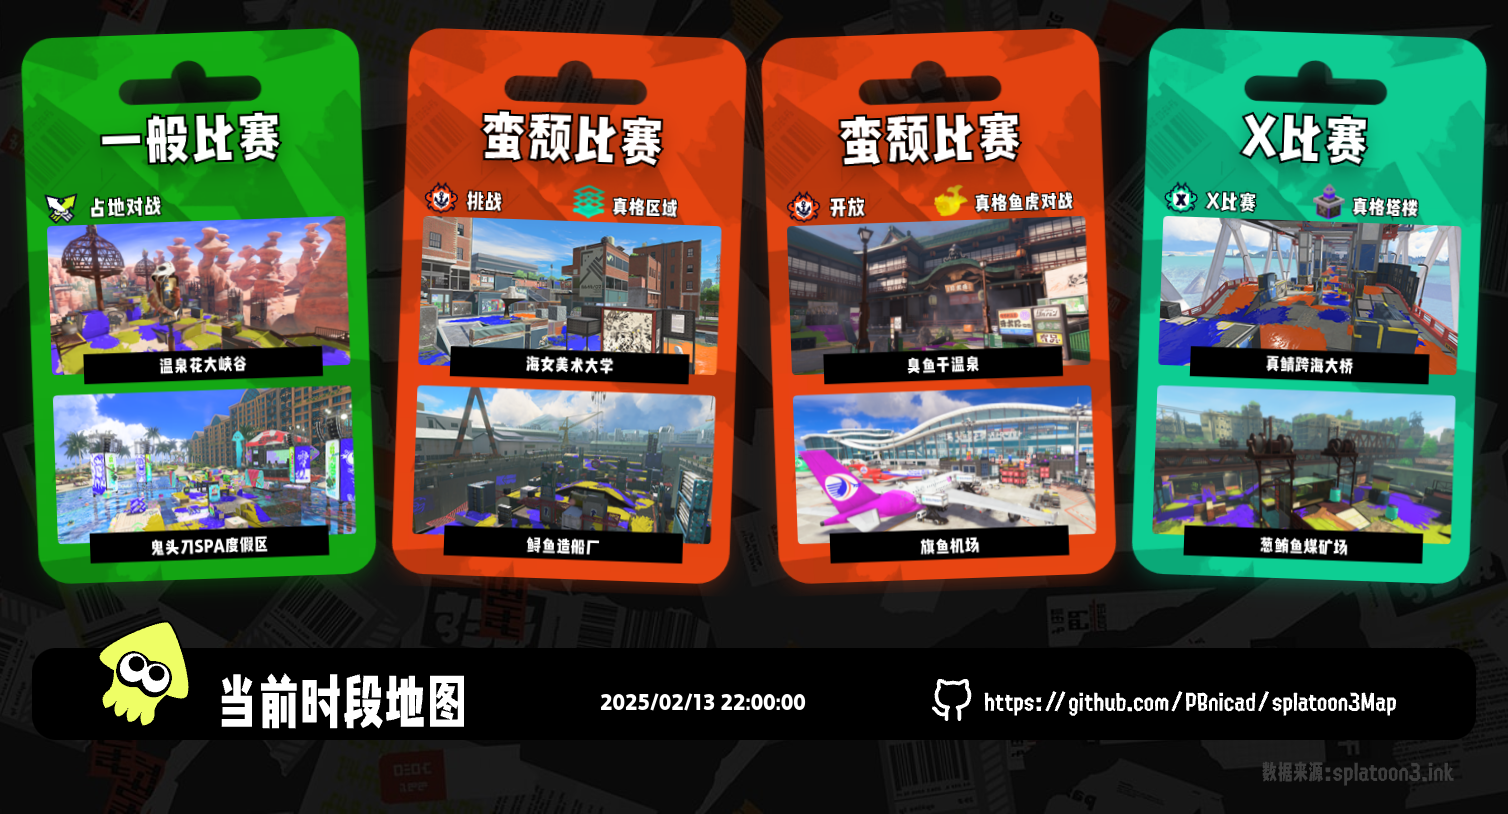 一般比赛
占地对战
温泉花大峡谷
鬼头刀SPA度假区
蛮颓比赛
挑战
真格区域
海女美术大学
鲟鱼造船厂
蛮颓比赛
开放
真格鱼虎对战
臭鱼干温泉
旗鱼机场
X比赛
X比赛
真格塔楼
真鲭跨海大桥
葱鲔鱼煤矿场
当前时段地图
2025/02/13 22:00:00
https://github.com/PBnicad/splatoon3Map
数据来源:splatoon3.ink